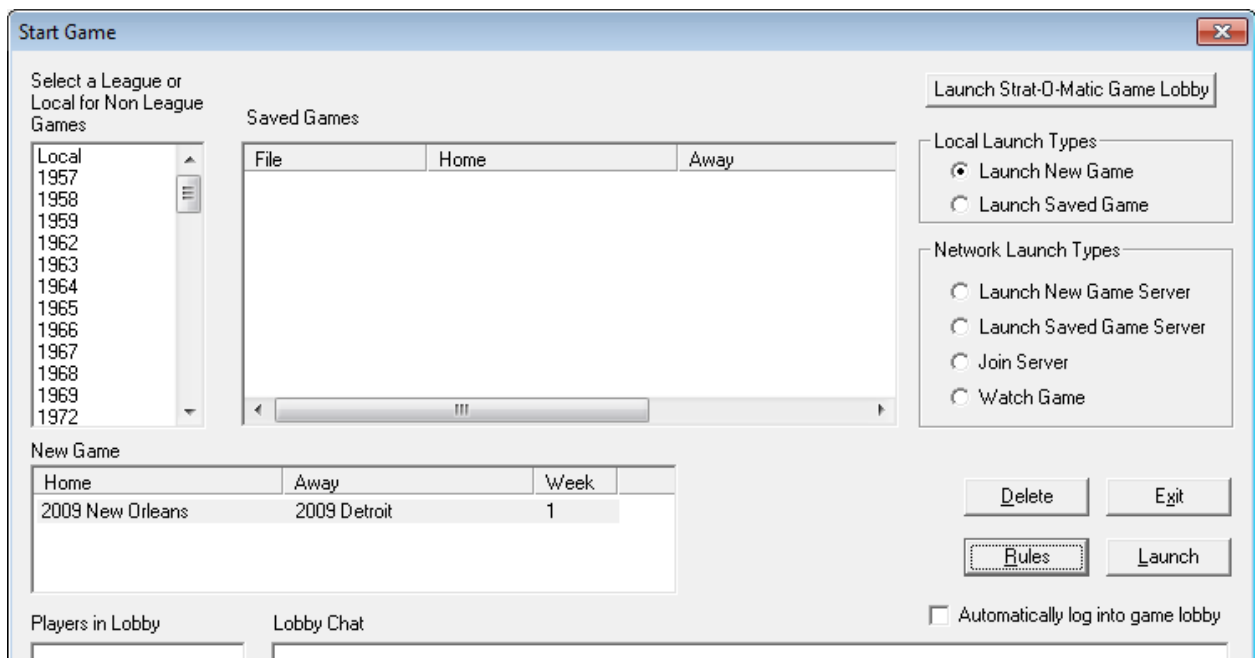 Start Game
Select a League or
Local for Non League
Games
Local
1957
1958
1959
1962
1963
1964
1965
1966
1967
1968
1969
1972
Saved Games
File Home Away
Launch Strat-O-Matic Game Lobby
Local Launch Types
Launch New Game
Launch Saved Game
Network Launch Types
Launch New Game Server
Launch Saved Game Server
Join Server
Watch Game
New Game
Home Away Week
2009 New Orleans 2009 Detroit 1
Delete Exit
Rules Launch
Automatically log into game lobby
Players in Lobby
Lobby Chat